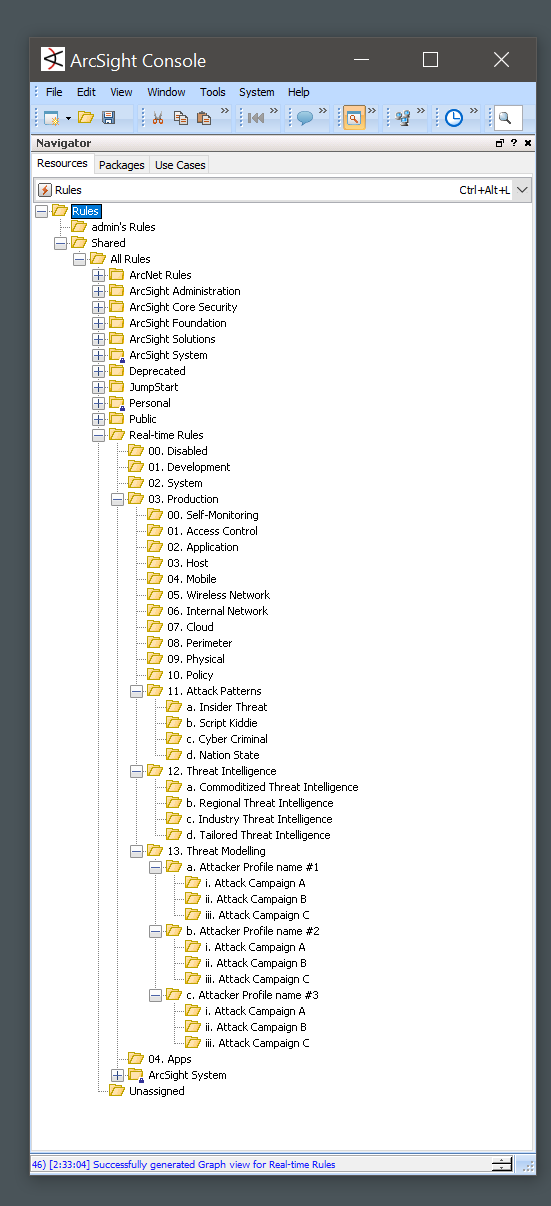 ArcSight Console
File Edit View Window Tools System Help
Navigator
Resources Packages Use Cases
Rules Ctrl+Alt+L
Rules
admin's Rules
Shared
All Rules
ArcNet Rules
ArcSight Administration
ArcSight Core Security
ArcSight Foundation
ArcSight Solutions
ArcSight System
Deprecated
JumpStart
Personal
Public
Real-time Rules
00. Disabled
01. Development
02. System
03. Production
00. Self-Monitoring
01. Access Control
02. Application
03. Host
04. Mobile
05. Wireless Network
06. Internal Network
07. Cloud
08. Perimeter
09. Physical
10. Policy
11. Attack Patterns
a. Insider Threat
b. Script Kiddie
c. Cyber Criminal
d. Nation State
12. Threat Intelligence
a. Commoditized Threat Intelligence
b. Regional Threat Intelligence
c. Industry Threat Intelligence
d. Tailored Threat Intelligence
13. Threat Modelling
a. Attacker Profile name #1
i. Attack Campaign A
ii. Attack Campaign B
iii. Attack Campaign C
b. Attacker Profile name #2
i. Attack Campaign A
ii. Attack Campaign B
iii. Attack Campaign C
c. Attacker Profile name #3
i. Attack Campaign A
ii. Attack Campaign B
iii. Attack Campaign C
04. Apps
ArcSight System
Unassigned
46) [2:33:04] Successfully generated Graph view for Real-time Rules